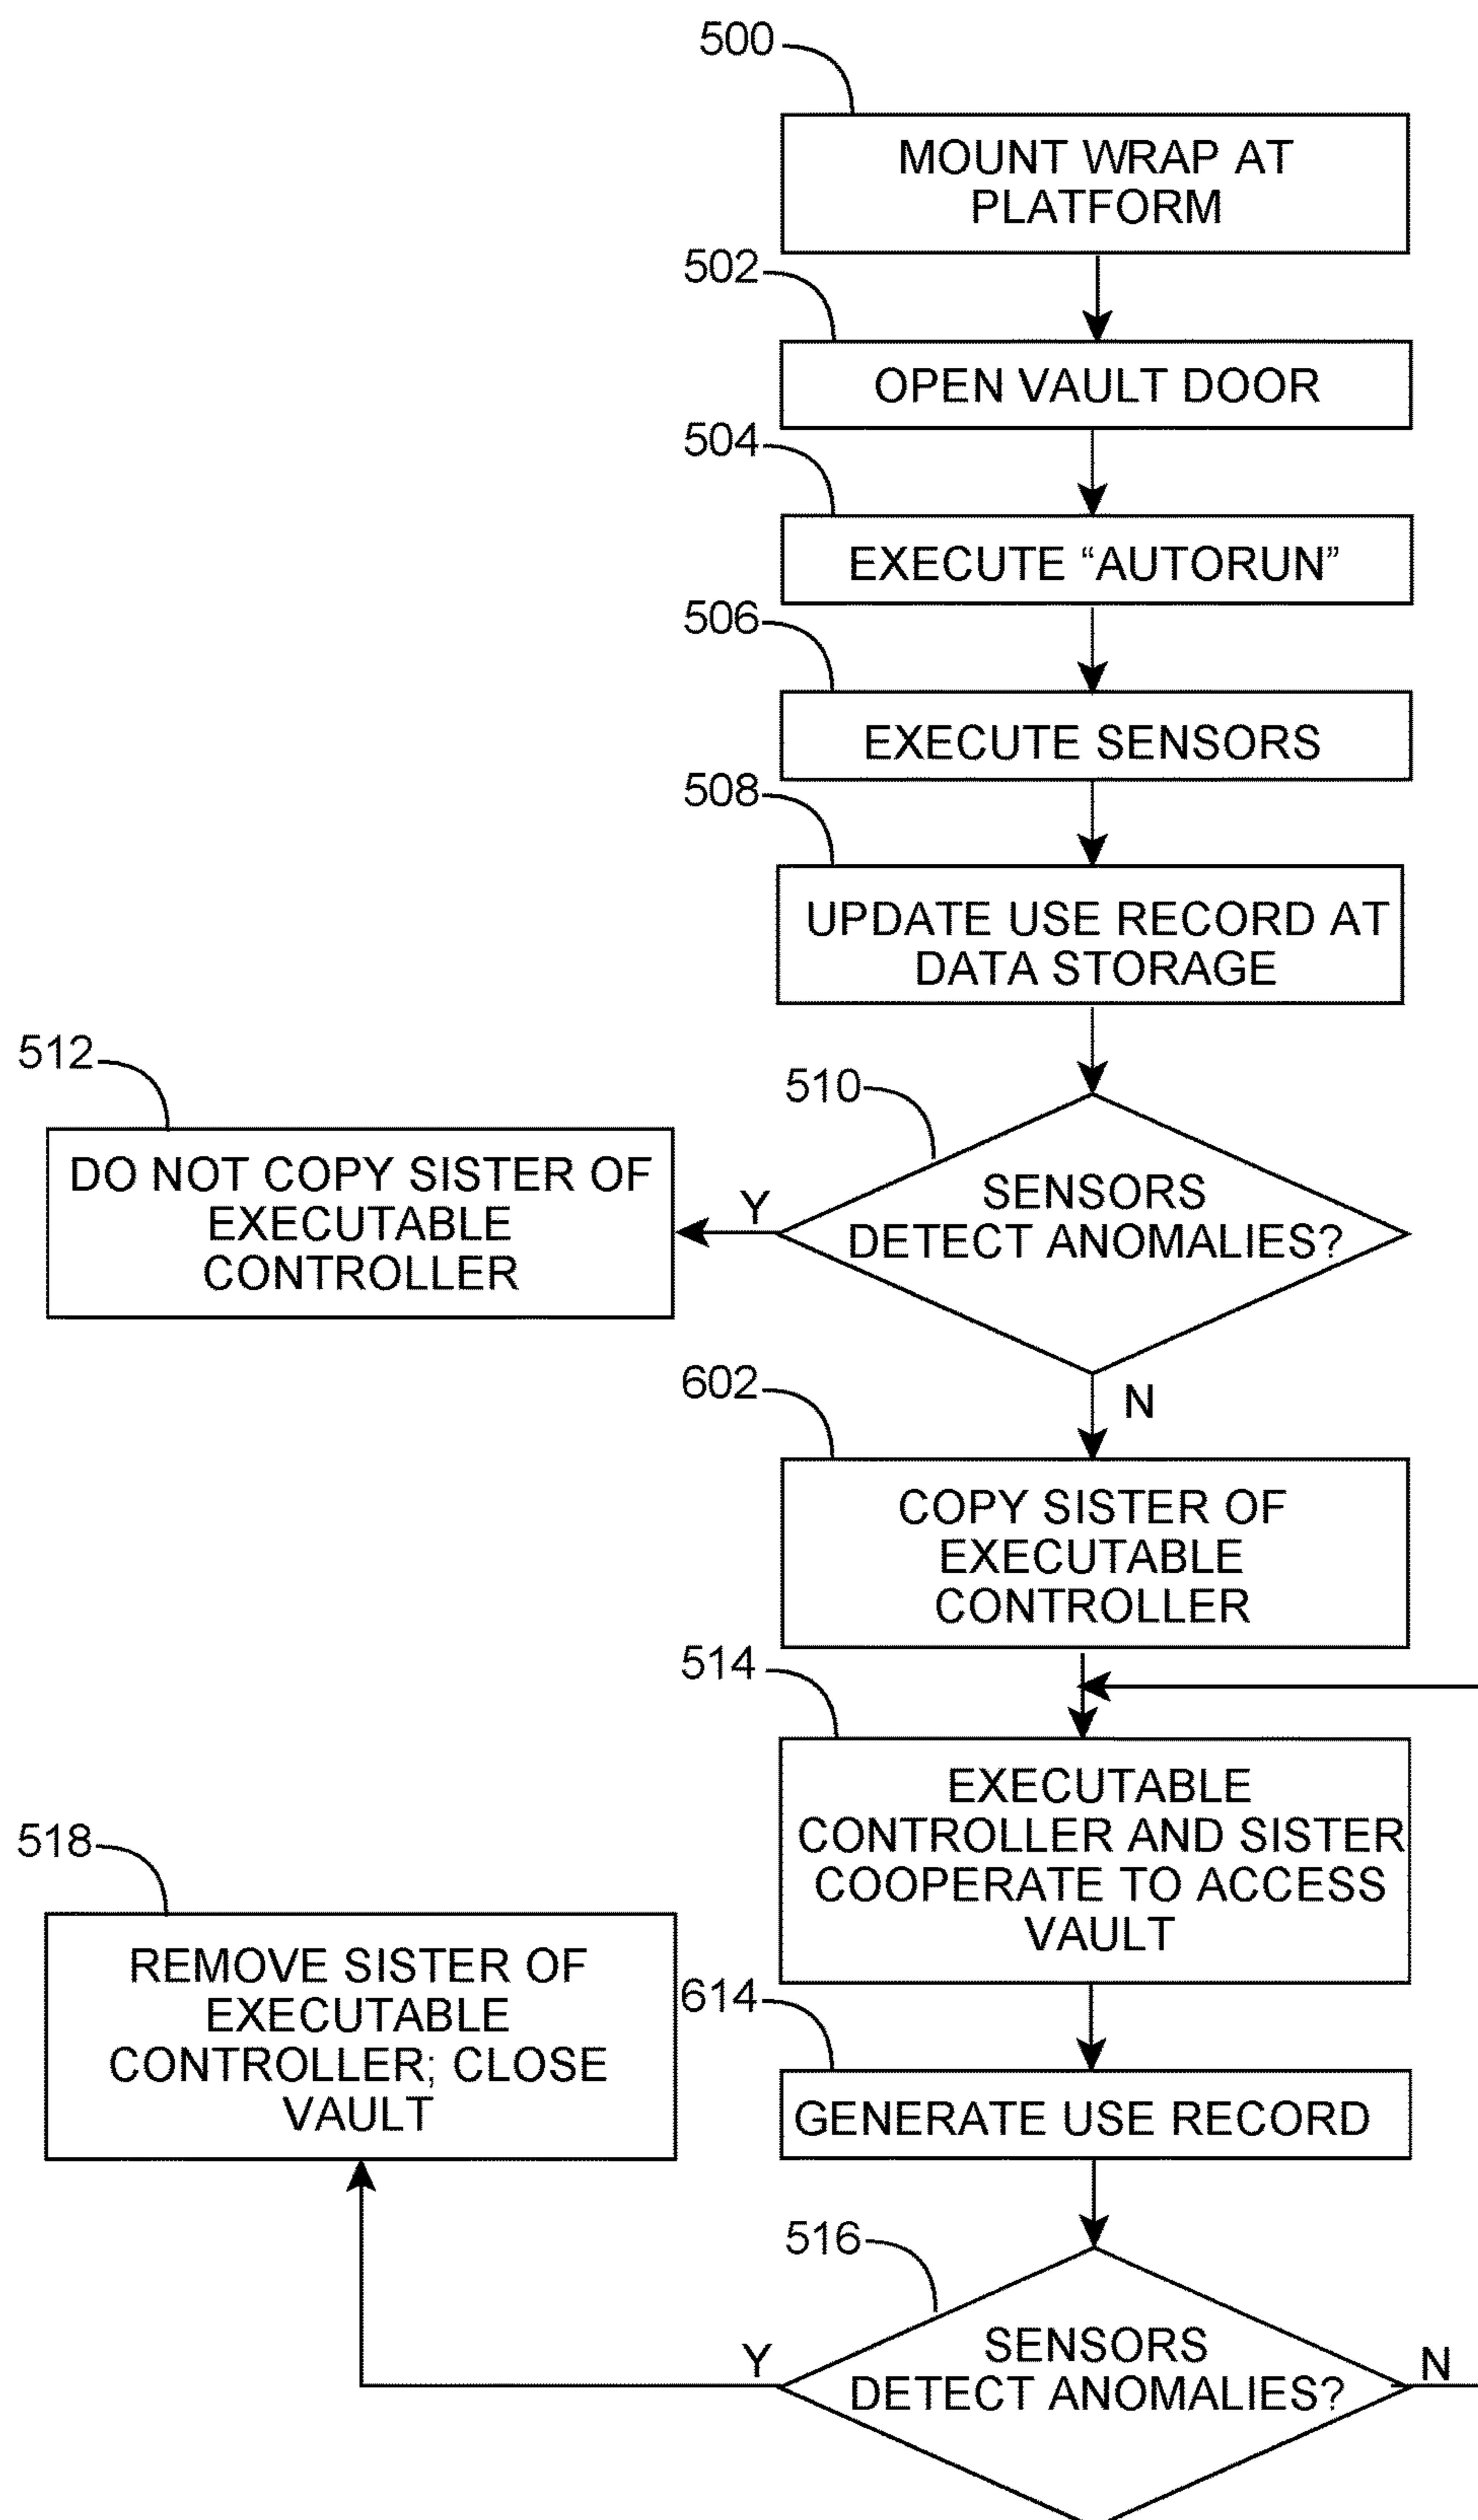 500
MOUNT WRAP AT
PLATFORM
502
OPEN VAULT DOOR
504
EXECUTE “AUTORUN”
506
EXECUTE SENSORS
508
UPDATE USE RECORD AT
DATA STORAGE
512
510
DO NOT COPY SISTER OF
EXECUTABLE
CONTROLLER
Y
SENSORS
DETECT ANOMALIES?
N
602
COPY SISTER OF
EXECUTABLE
CONTROLLER
514
EXECUTABLE
CONTROLLER AND SISTER
COOPERATE TO ACCESS
VAULT
518
REMOVE SISTER OF
EXECUTABLE
CONTROLLER; CLOSE
VAULT
614
GENERATE USE RECORD
516
Y
SENSORS
DETECT ANOMALIES?
N